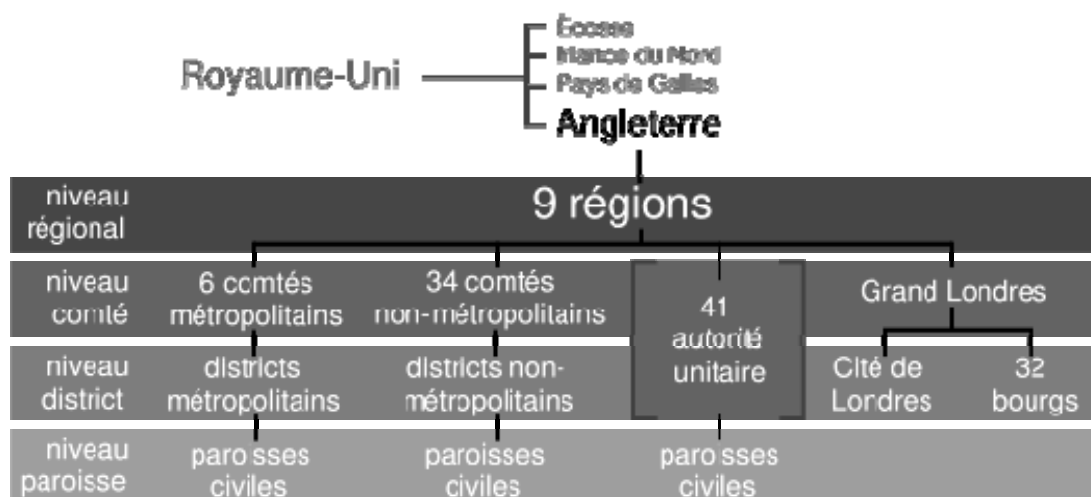 Royaume-Uni
Écosse
Irlande du Nord
Pays de Galles
Angleterre
niveau
régional
9 régions
niveau
comté
6 comtés
métropolitains
34 comtés
non-métropolitains
41
autorité
unitaire
Grand Londres
niveau
district
districts
métropolitains
districts non-
métropolitains
Cité de
Londres
32
bourgs
niveau
paroisse
paroisses
civiles
paroisses
civiles
paroisses
civiles